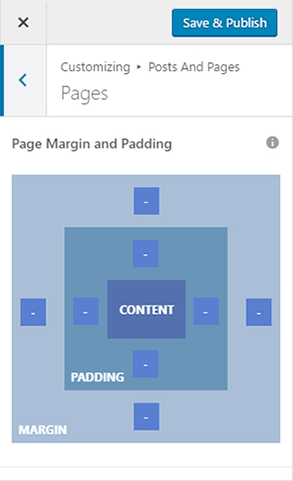 Save & Publish
Customizing ▸ Posts And Pages
Pages
Page Margin and Padding
-
-
- - CONTENT - -
-
PADDING
-
MARGIN